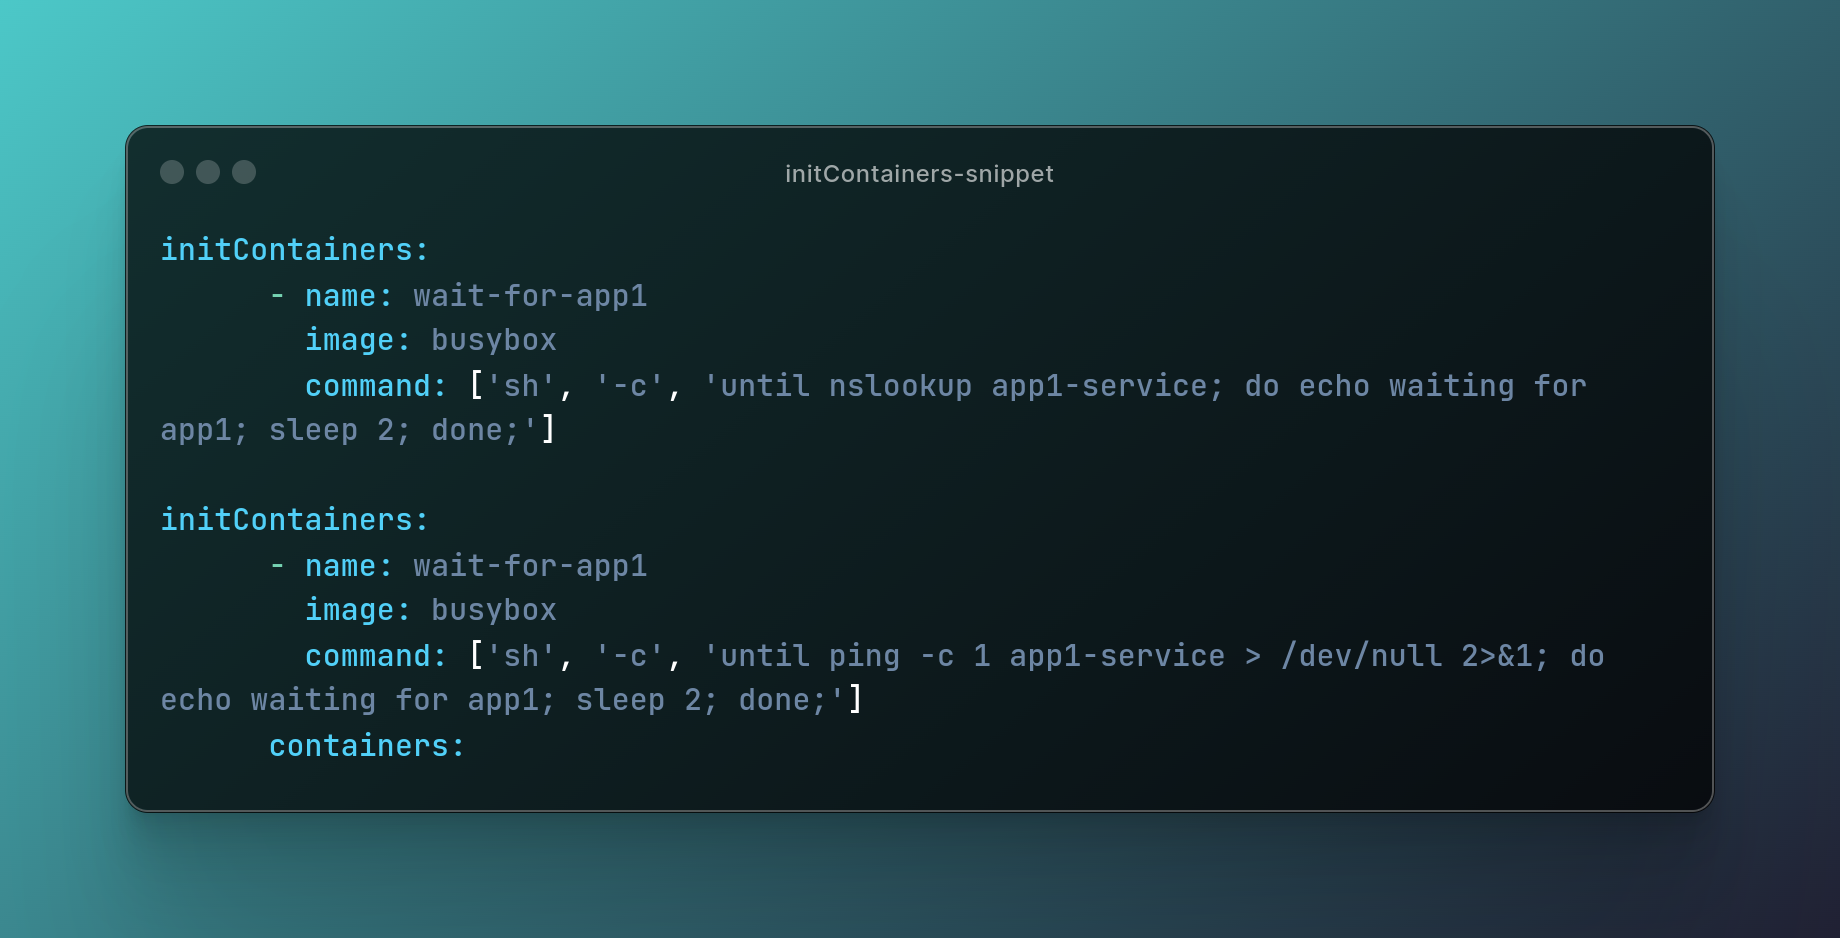 initContainers-snippet
initContainers:
      - name: wait-for-app1
        image: busybox
        command: ['sh', '-c', 'until nslookup app1-service; do echo waiting for
app1; sleep 2; done;']

initContainers:
      - name: wait-for-app1
        image: busybox
        command: ['sh', '-c', 'until ping -c 1 app1-service > /dev/null 2>&1; do
echo waiting for app1; sleep 2; done;']
      containers: